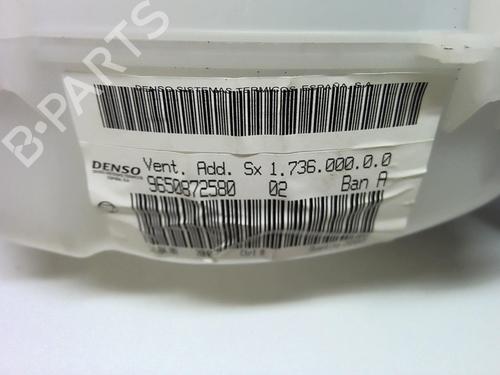 B-PARTS
DENSO SISTEMAS TERMICOS ESPAÑA, S.A.
DENSO
Vent. Add. Sx 1.736.000.0.0
9650872580 02 Ban A